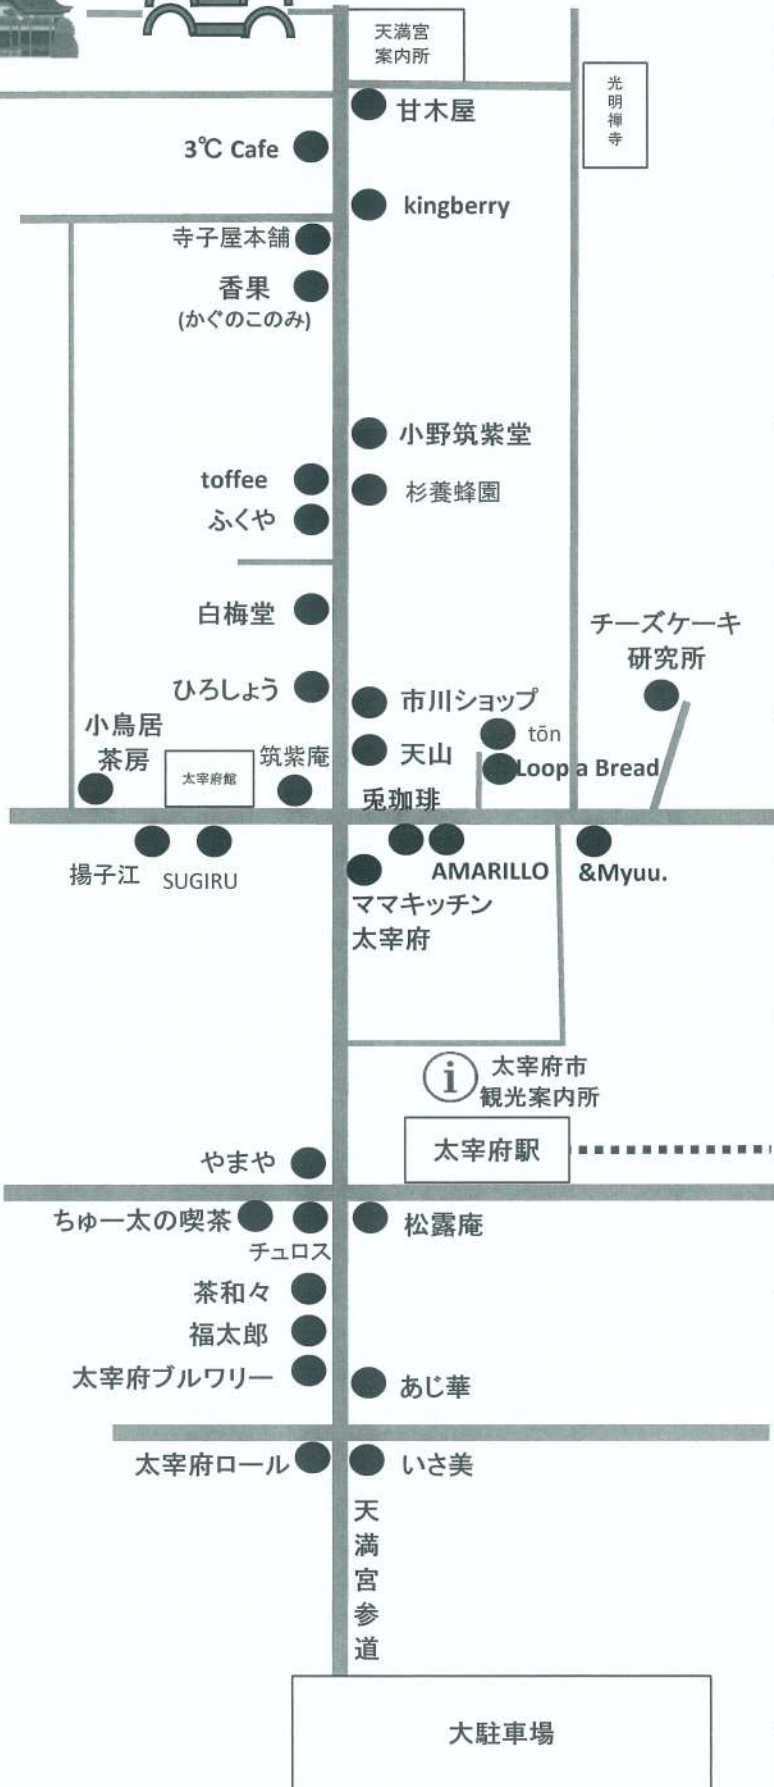 天満宮
案内所
光明禅寺
甘木屋
3℃ Cafe
kingberry
寺子屋本舗
香果
(かぐのこのみ)
小野筑紫堂
toffee
杉養蜂園
ふくや
白梅堂
チーズケーキ
研究所
ひろしょう
市川ショップ
小鳥居
茶房
tōn
天山
筑紫庵
太宰府館
Loop a Bread
兎珈琲
揚子江
SUGIRU
AMARILLO
&Myuu.
ママキッチン
太宰府
i
太宰府市
観光案内所
太宰府駅
やまや
ちゅー太の喫茶
松露庵
チュロス
茶和々
福太郎
太宰府ブルワリー
あじ華
太宰府ロール
いさ美
天満宮参道
大駐車場